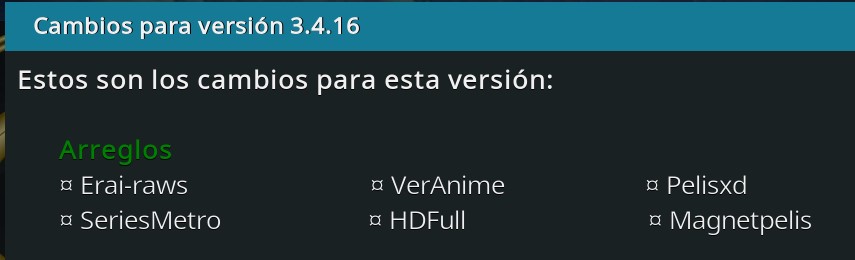 Cambios para versión 3.4.16
Estos son los cambios para esta versión:
Arreglos
¤ Erai-raws ¤ VerAnime ¤ Pelisxd
¤ SeriesMetro ¤ HDFull ¤ Magnetpelis